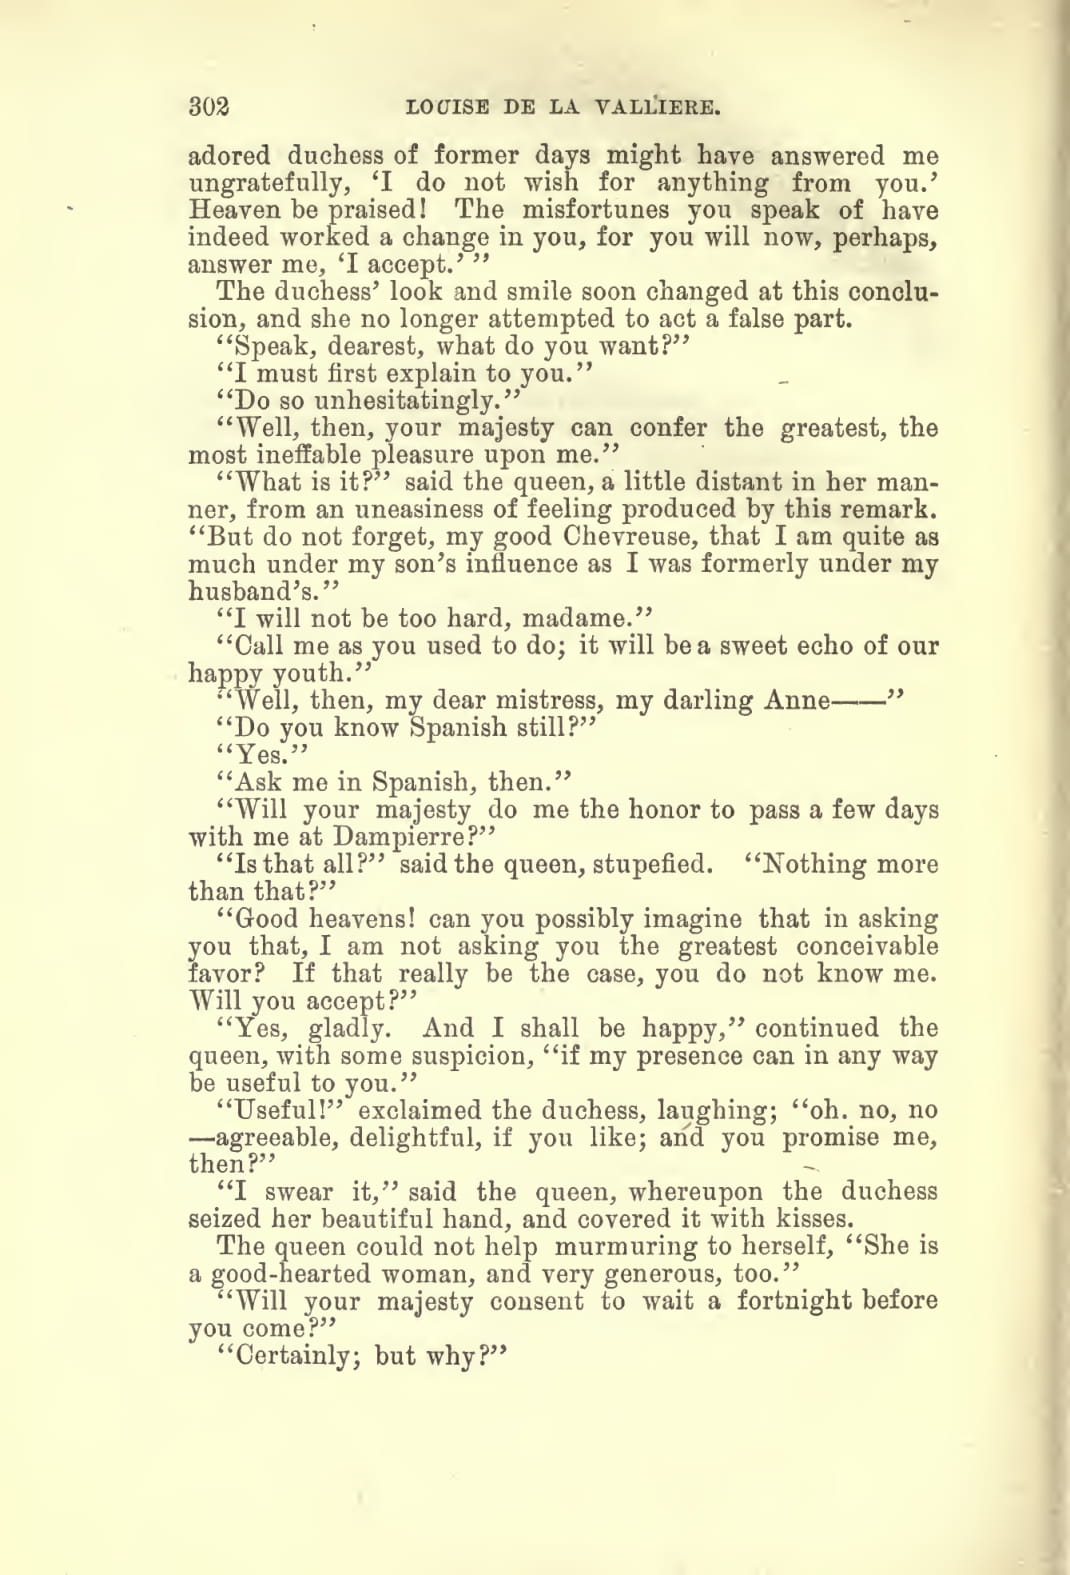 302 LOUISE DE LA VALLIERE.
adored duchess of former days might have answered me
ungratefully, ‘I do not wish for anything from you.’
Heaven be praised! The misfortunes you speak of have
indeed worked a change in you, for you will now, perhaps,
answer me, ‘I accept.’ ”
The duchess’ look and smile soon changed at this conclu-
sion, and she no longer attempted to act a false part.
“Speak, dearest, what do you want?”
“I must first explain to you.”
“Do so unhesitatingly.”
“Well, then, your majesty can confer the greatest, the
most ineffable pleasure upon me.”
“What is it?” said the queen, a little distant in her man-
ner, from an uneasiness of feeling produced by this remark.
“But do not forget, my good Chevreuse, that I am quite as
much under my son’s influence as I was formerly under my
husband’s.”
“I will not be too hard, madame.”
“Call me as you used to do; it will be a sweet echo of our
happy youth.”
“Well, then, my dear mistress, my darling Anne——”
“Do you know Spanish still?”
“Yes.”
“Ask me in Spanish, then.”
“Will your majesty do me the honor to pass a few days
with me at Dampierre?”
“Is that all?” said the queen, stupefied. “Nothing more
than that?”
“Good heavens! can you possibly imagine that in asking
you that, I am not asking you the greatest conceivable
favor? If that really be the case, you do not know me.
Will you accept?”
“Yes, gladly. And I shall be happy,” continued the
queen, with some suspicion, “if my presence can in any way
be useful to you.”
“Useful!” exclaimed the duchess, laughing; “oh. no, no
—agreeable, delightful, if you like; and you promise me,
then?”
“I swear it,” said the queen, whereupon the duchess
seized her beautiful hand, and covered it with kisses.
The queen could not help murmuring to herself, “She is
a good-hearted woman, and very generous, too.”
“Will your majesty consent to wait a fortnight before
you come?”
“Certainly; but why?”